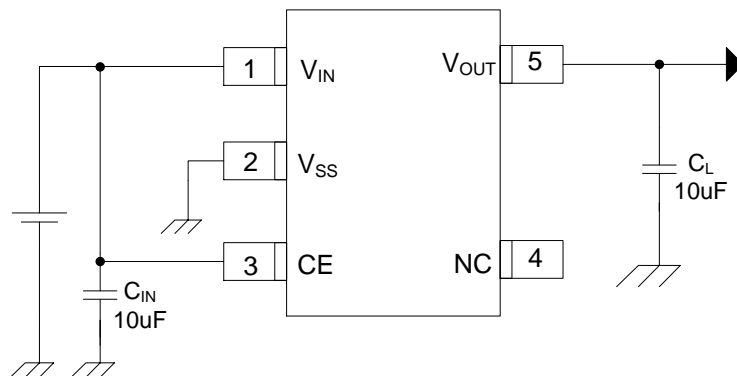 1 V_IN
V_OUT 5
2 V_SS
C_L
10uF
3 CE
NC 4
C_IN
10uF